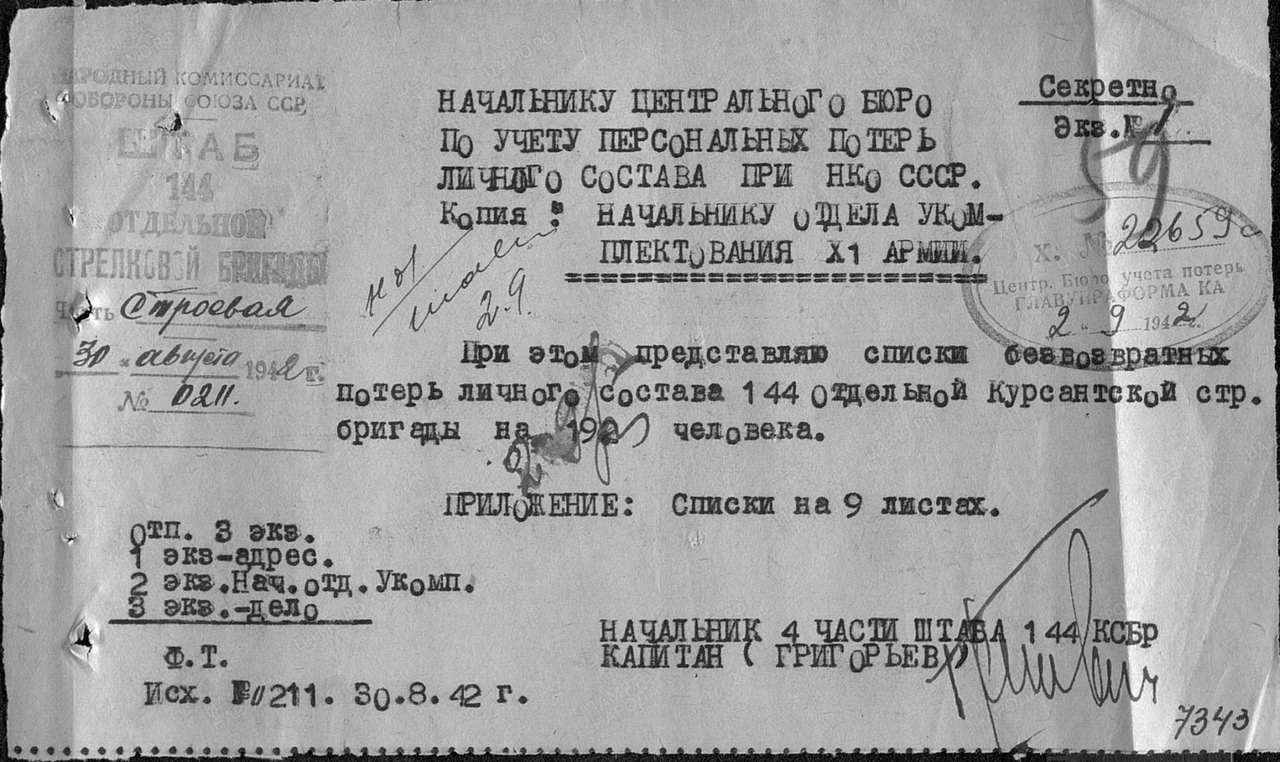 НАРОДНЫЙ КОМИССАРИАТ
ОБОРОНЫ СОЮЗА ССР
ШТАБ
144
ОТДЕЛЬНОЙ
СТРЕЛКОВОЙ БРИГАДЫ
Часть Строевая
30 " августа 1942 г.
№ 0211.
Секретно
Экз.№ 1
59
НАЧАЛЬНИКУ ЦЕНТРАЛЬНОГО БЮРО
ПО УЧЕТУ ПЕРСОНАЛЬНЫХ ПОТЕРЬ
ЛИЧНОГО СОСТАВА ПРИ НКО СССР.
Копия : НАЧАЛЬНИКУ ОТДЕЛА УКОМ-
ПЛЕКТОВАНИЯ Х1 АРМИИ.
Х. № 22659с
Центр. Бюро учета потерь
ГЛАВУПРАФОРМА КА
2 " 9 1942 г.
2.9
При этом представляю списки безвозвратных
потерь личного состава 144 отдельной Курсантской стр.
бригады на человека.
ПРИЛОЖЕНИЕ: Списки на 9 листах.
отп. 3 экз.
1 экз-адрес.
2 экз.Нач.отд.Укомп.
3 экз.-дело
Ф.Т.
Исх. №0211. 30.8.42 г.
НАЧАЛЬНИК 4 ЧАСТИ ШТАБА 144 КСБР
КАПИТАН ( ГРИГОРЬЕВ)
7343